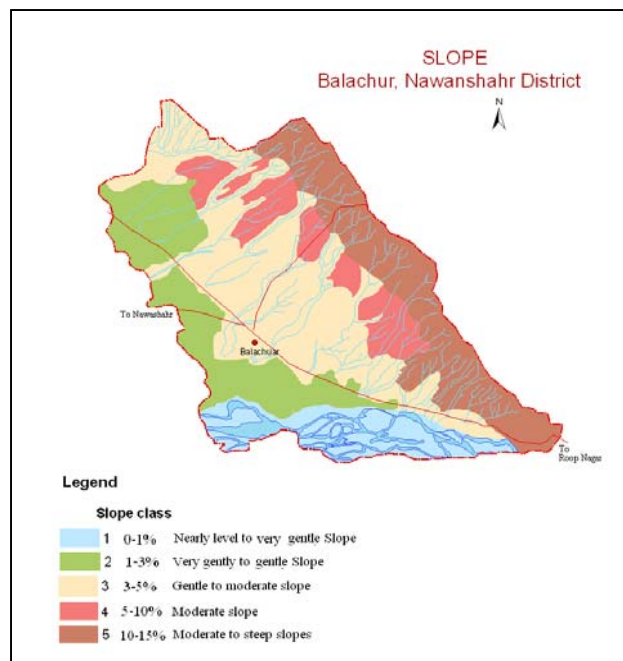 SLOPE
Balachur, Nawanshahr District
N
To Nawashahr
Balachuar
To
Roop Nagar
Legend
Slope class
1 0-1% Nearly level to very gentle Slope
2 1-3% Very gently to gentle Slope
3 3-5% Gentle to moderate slope
4 5-10% Moderate slope
5 10-15% Moderate to steep slopes